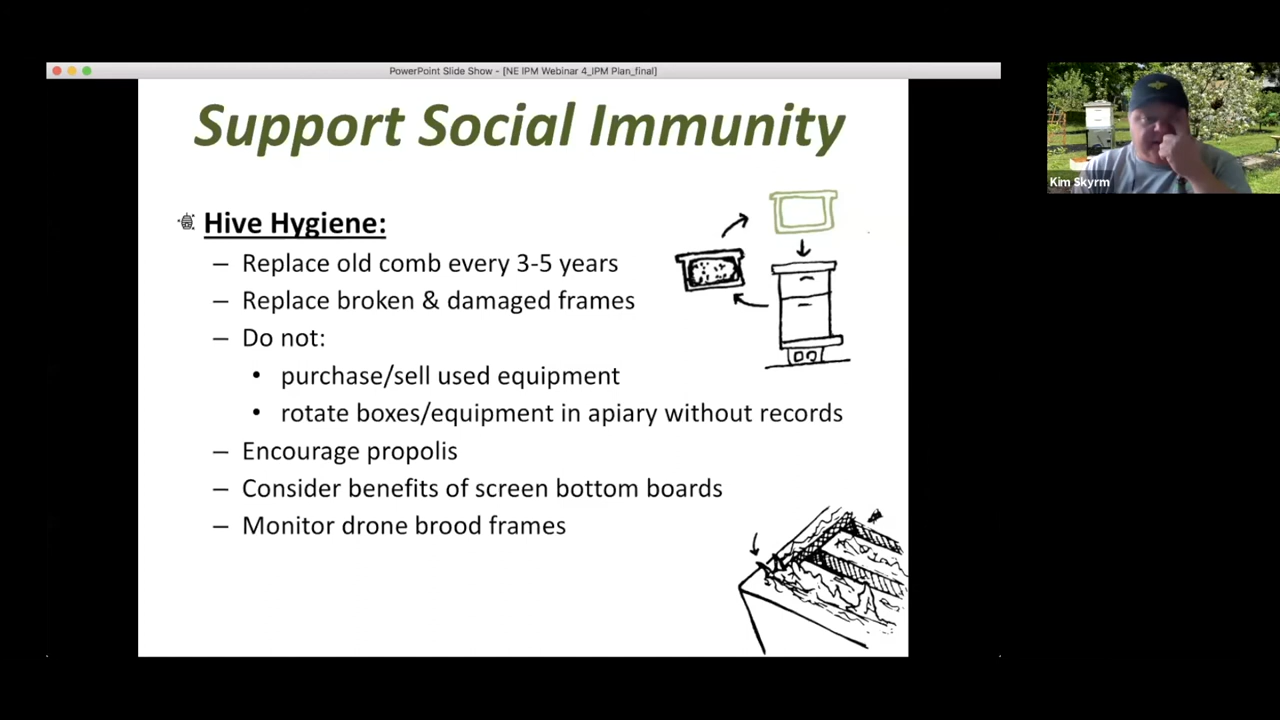 PowerPoint Slide Show - [NE IPM Webinar 4_IPM Plan_final]
Support Social Immunity
Hive Hygiene:
– Replace old comb every 3-5 years
– Replace broken & damaged frames
– Do not:
• purchase/sell used equipment
• rotate boxes/equipment in apiary without records
– Encourage propolis
– Consider benefits of screen bottom boards
– Monitor drone brood frames
Kim Skyrm